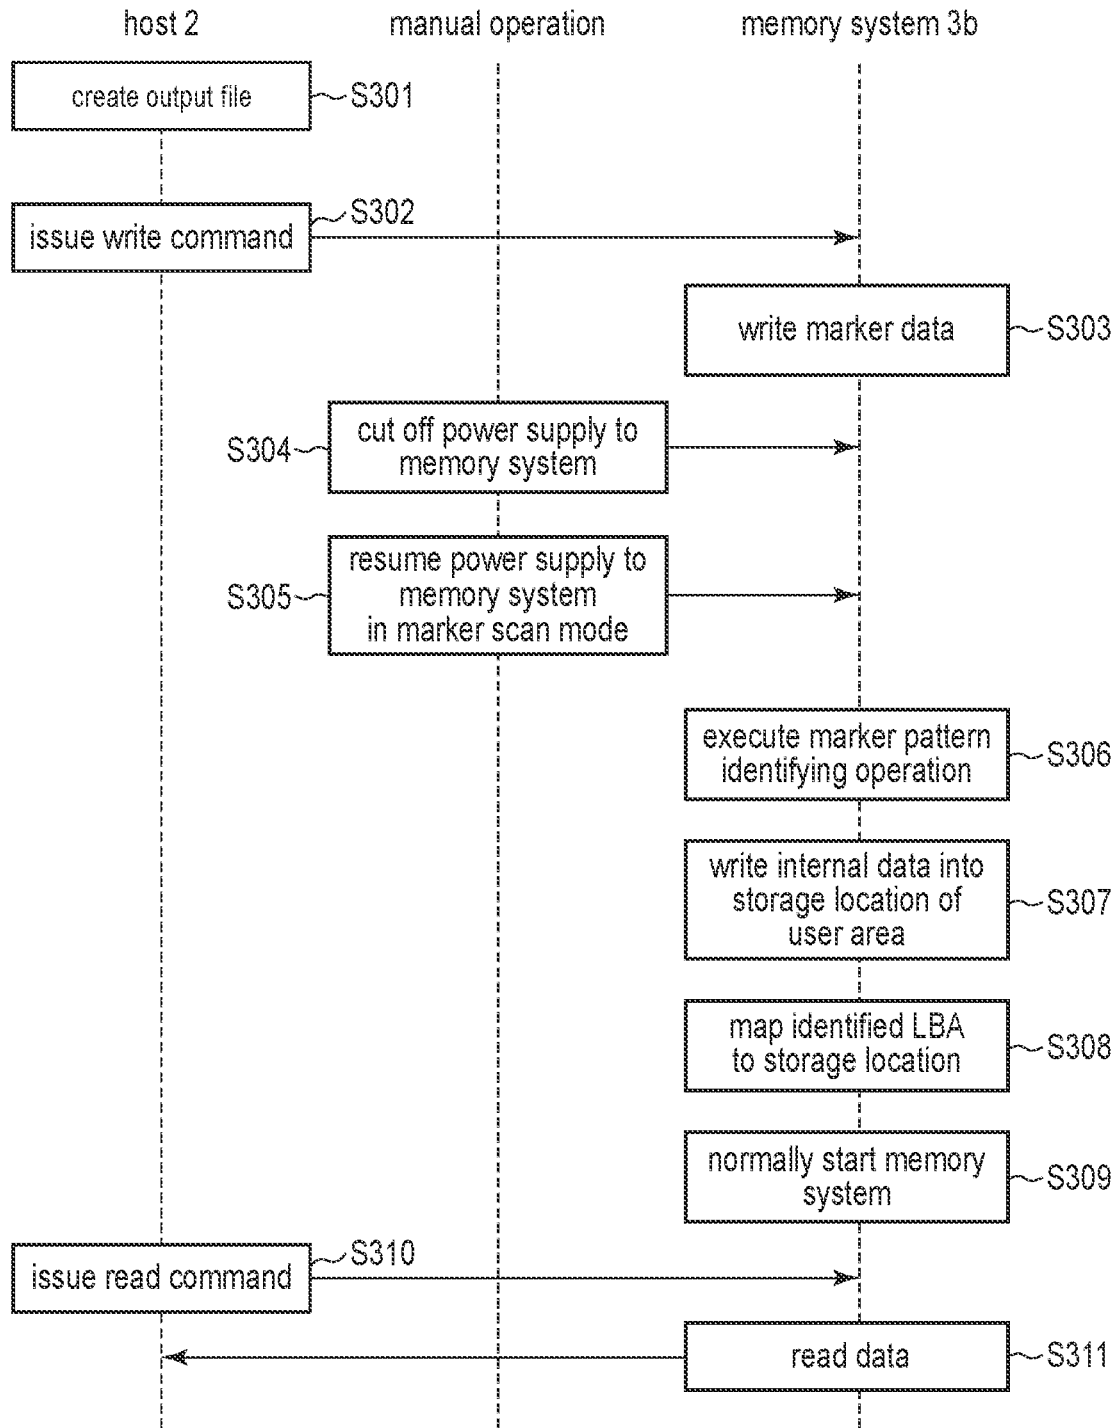 host 2
manual operation
memory system 3b
create output file
S301
issue write command
S302
write marker data
S303
S304
cut off power supply to
memory system
S305
resume power supply to
memory system
in marker scan mode
execute marker pattern
identifying operation
S306
write internal data into
storage location of
user area
S307
map identified LBA
to storage location
S308
normally start memory
system
S309
issue read command
S310
read data
S311